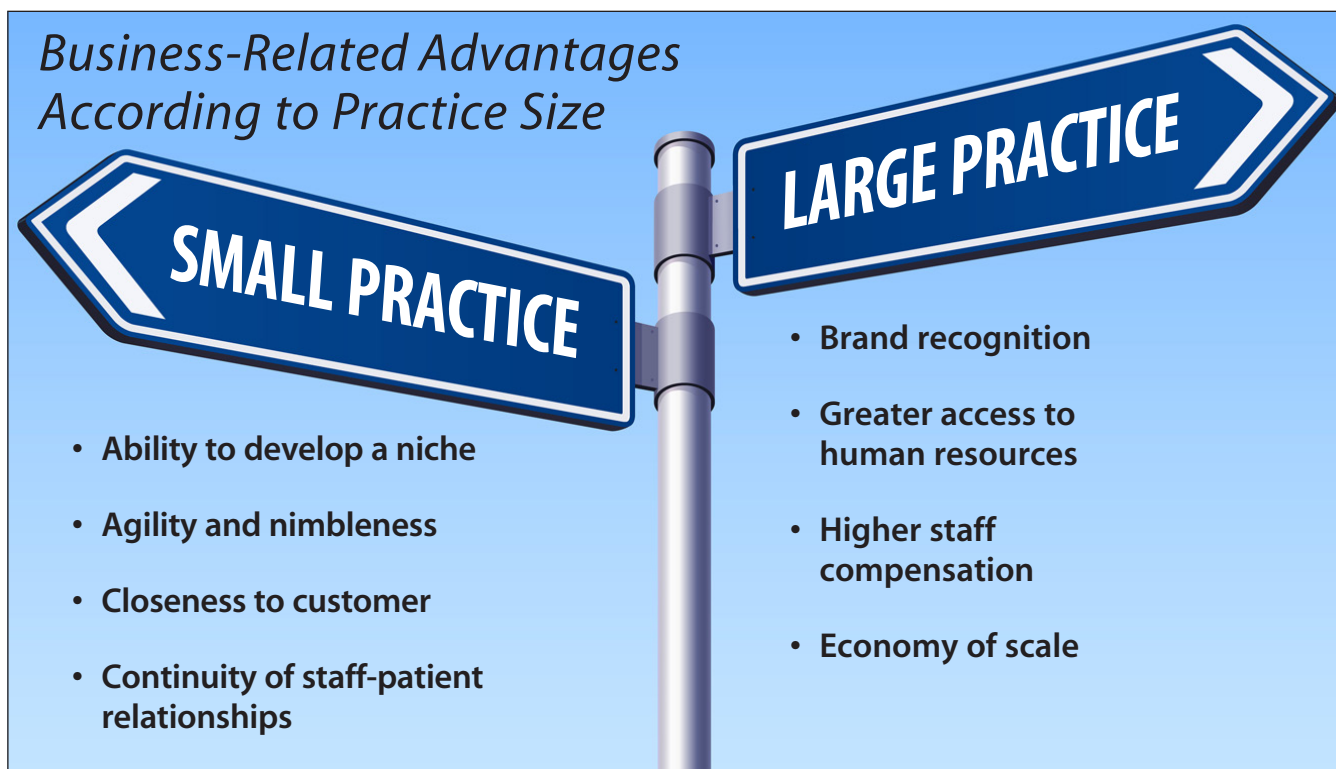 Business-Related Advantages
According to Practice Size
SMALL PRACTICE
• Ability to develop a niche
• Agility and nimbleness
• Closeness to customer
• Continuity of staff-patient
relationships
LARGE PRACTICE
• Brand recognition
• Greater access to
human resources
• Higher staff
compensation
• Economy of scale